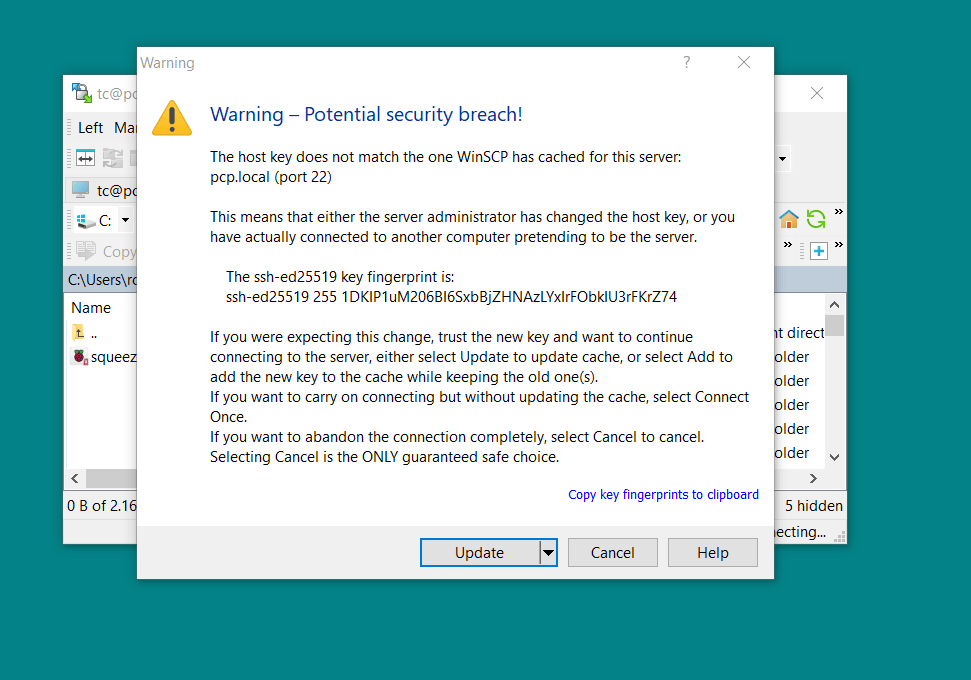 Warning
?
tc@pc
Warning – Potential security breach!
Left Mar
The host key does not match the one WinSCP has cached for this server:
pcp.local (port 22)
tc@pc
This means that either the server administrator has changed the host key, or you
C:
have actually connected to another computer pretending to be the server.
Copy
The ssh-ed25519 key fingerprint is:
C:\Users\ro
ssh-ed25519 255 1DKIP1uM206BI6SxbBjZHNAzLYxIrFObkIU3rFKrZ74
Name
If you were expecting this change, trust the new key and want to continue
..
nt direct
connecting to the server, either select Update to update cache, or select Add to
squeez
older
add the new key to the cache while keeping the old one(s).
older
If you want to carry on connecting but without updating the cache, select Connect
older
Once.
older
If you want to abandon the connection completely, select Cancel to cancel.
older
Selecting Cancel is the ONLY guaranteed safe choice.
Copy key fingerprints to clipboard
0 B of 2.16
5 hidden
ecting...
Update
Cancel
Help